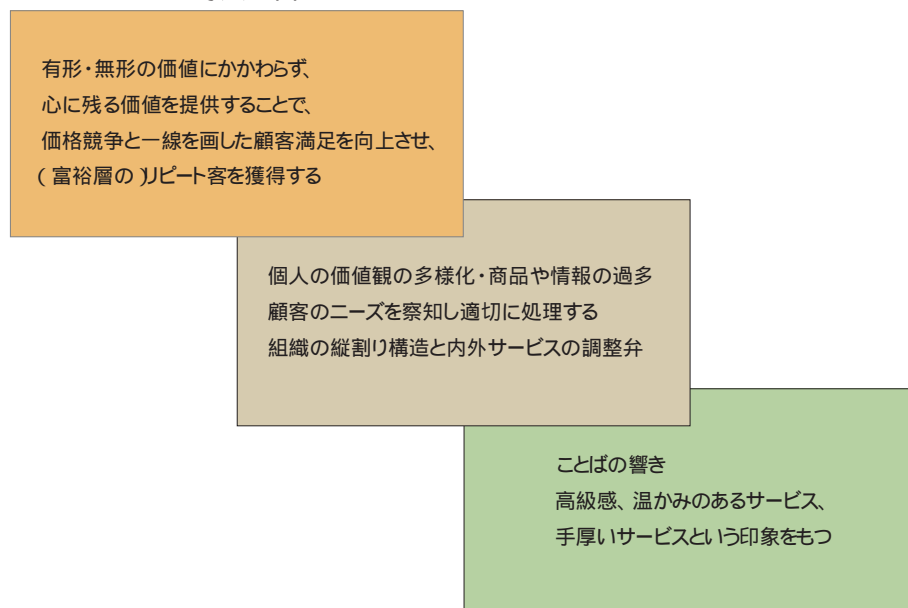 有形・無形の価値にかかわらず、
心に残る価値を提供することで、
価格競争と一線を画した顧客満足を向上させ、
(富裕層の)リピート客を獲得する
個人の価値観の多様化・商品や情報の過多
顧客のニーズを察知し適切に処理する
組織の縦割り構造と内外サービスの調整弁
ことばの響き
高級感、温かみのあるサービス、
手厚いサービスという印象をもつ